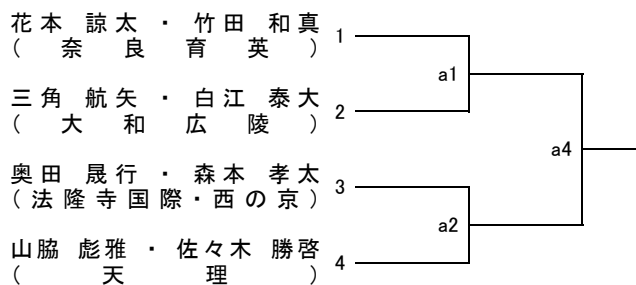 花本 諒太 ・ 竹田 和真 1
( 奈良育英 )
a1
三角 航矢 ・ 白江 泰大 2
( 大和広陵 )
a4
奥田 晟行 ・ 森本 孝太 3
(法隆寺国際・西の京)
a2
山脇 彪雅 ・ 佐々木 勝啓 4
( 天理 )